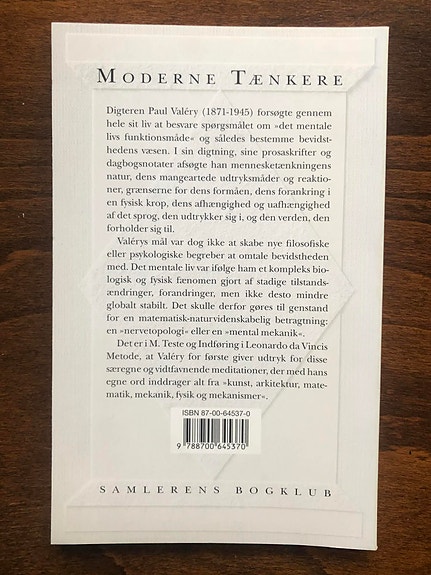 MODERNE TÆNKERE
Digteren Paul Valéry (1871-1945) forsøgte gennem
hele sit liv at besvare spørgsmålet om »det mentale
livs funktionsmåde« og således bestemme bevidst-
hedens væsen. I sin digtning, sine prosaskrifter og
dagbogsnotater afsøgte han mennesketænkningens
natur, dens mangeartede udtryksmåder og reaktio-
ner, grænserne for dens formåen, dens forankring i
en fysisk krop, dens afhængighed og uafhængighed
af det sprog, den udtrykker sig i, og den verden, den
forholder sig til.
Valérys mål var dog ikke at skabe nye filosofiske
eller psykologiske begreber at omtale bevidstheden
med. Det mentale liv var ifølge ham et kompleks bio-
logisk og fysisk fænomen gjort af stadige tilstands-
ændringer, forandringer, men ikke desto mindre
globalt stabilt. Det skulle derfor gøres til genstand
for en matematisk-naturvidenskabelig betragtning:
en »nervetopologi« eller en »mental mekanik«.
Det er i M. Teste og Indføring i Leonardo da Vincis
Metode, at Valéry for første giver udtryk for disse
særegne og vidtfavnende meditationer, der med hans
egne ord inddrager alt fra »kunst, arkitektur, mate-
matik, mekanik, fysik og mekanismer«.
ISBN 87-00-64537-0
9 788700 645370
SAMLERENS BOGKLUB